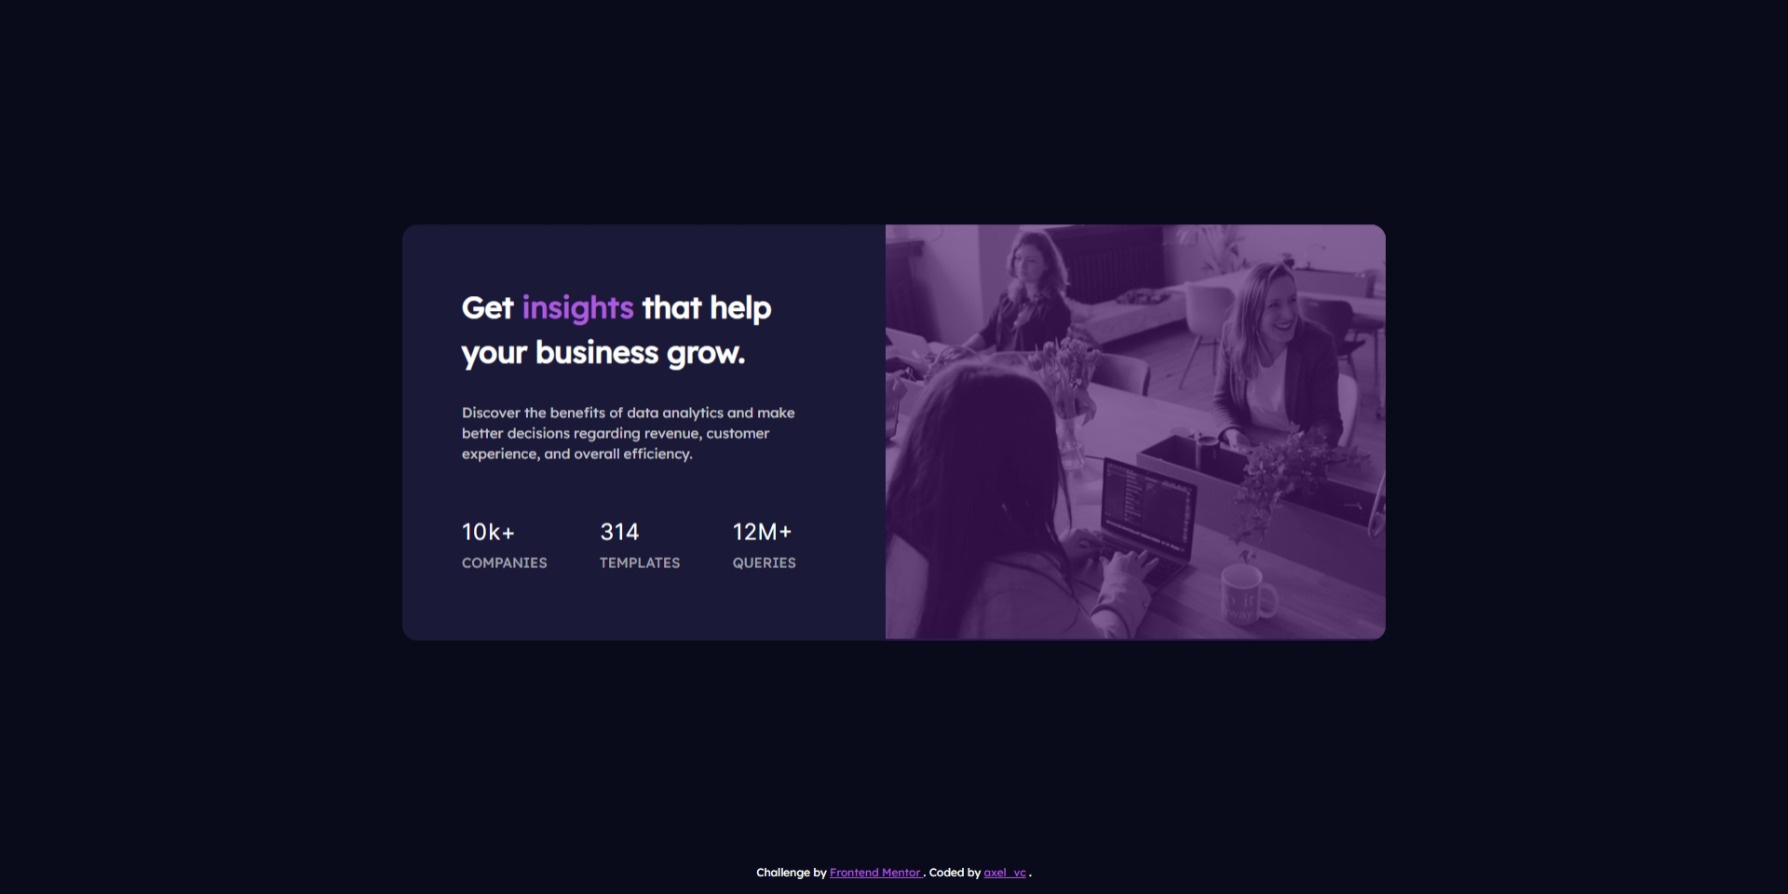 Get insights that help
your business grow.
Discover the benefits of data analytics and make
better decisions regarding revenue, customer
experience, and overall efficiency.
10k+ 314 12M+
COMPANIES TEMPLATES QUERIES
Challenge by Frontend Mentor . Coded by axel_vc .